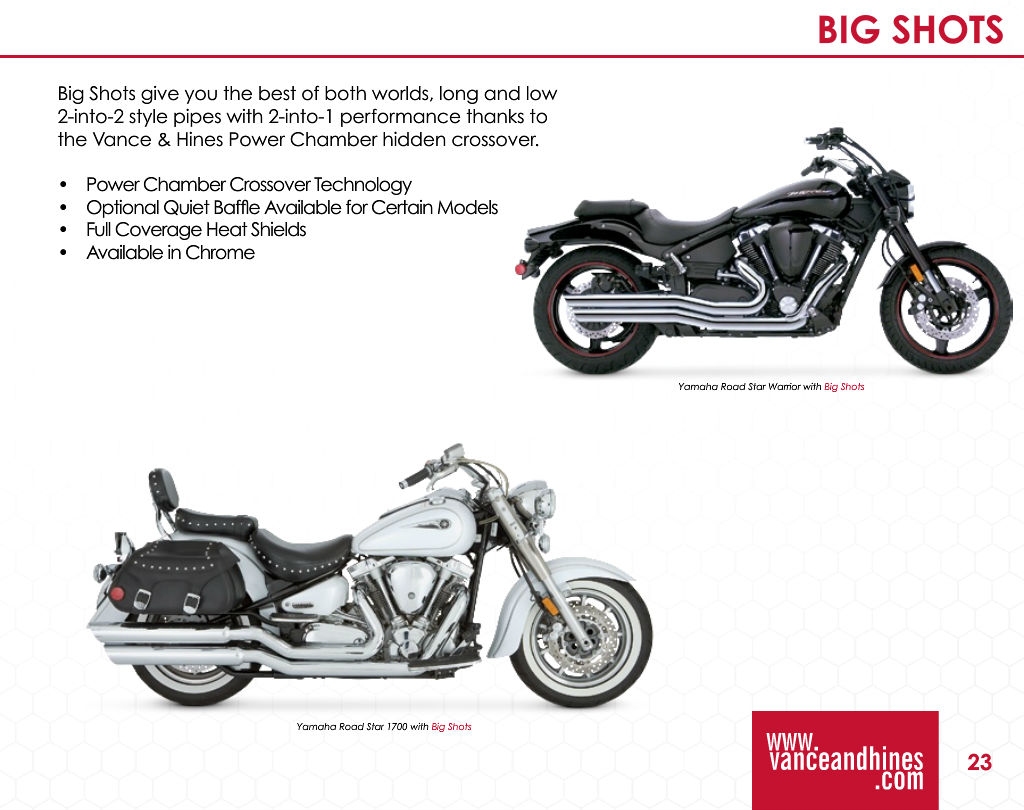 BIG SHOTS
Big Shots give you the best of both worlds, long and low
2-into-2 style pipes with 2-into-1 performance thanks to
the Vance & Hines Power Chamber hidden crossover.
• Power Chamber Crossover Technology
• Optional Quiet Baffle Available for Certain Models
• Full Coverage Heat Shields
• Available in Chrome
Yamaha Road Star Warrior with Big Shots
Yamaha Road Star 1700 with Big Shots
www.
vanceandhines
.com
23